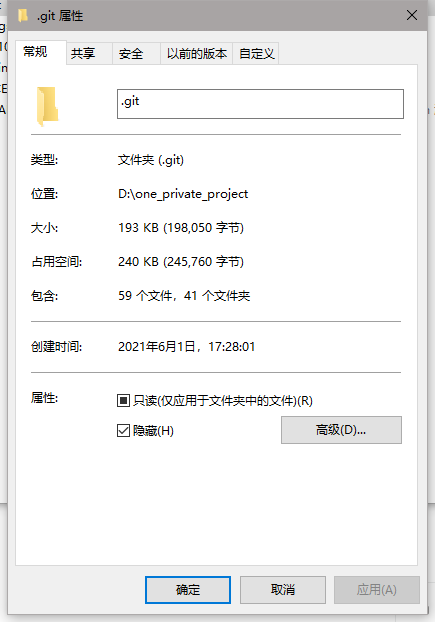 .git 属性
常规 共享 安全 以前的版本 自定义
.git
类型: 文件夹 (.git)
位置: D:\one_private_project
大小: 193 KB (198,050 字节)
占用空间: 240 KB (245,760 字节)
包含: 59 个文件，41 个文件夹
创建时间: 2021年6月1日，17:28:01
属性: 只读(仅应用于文件夹中的文件)(R)
隐藏(H) 高级(D)...
确定 取消 应用(A)